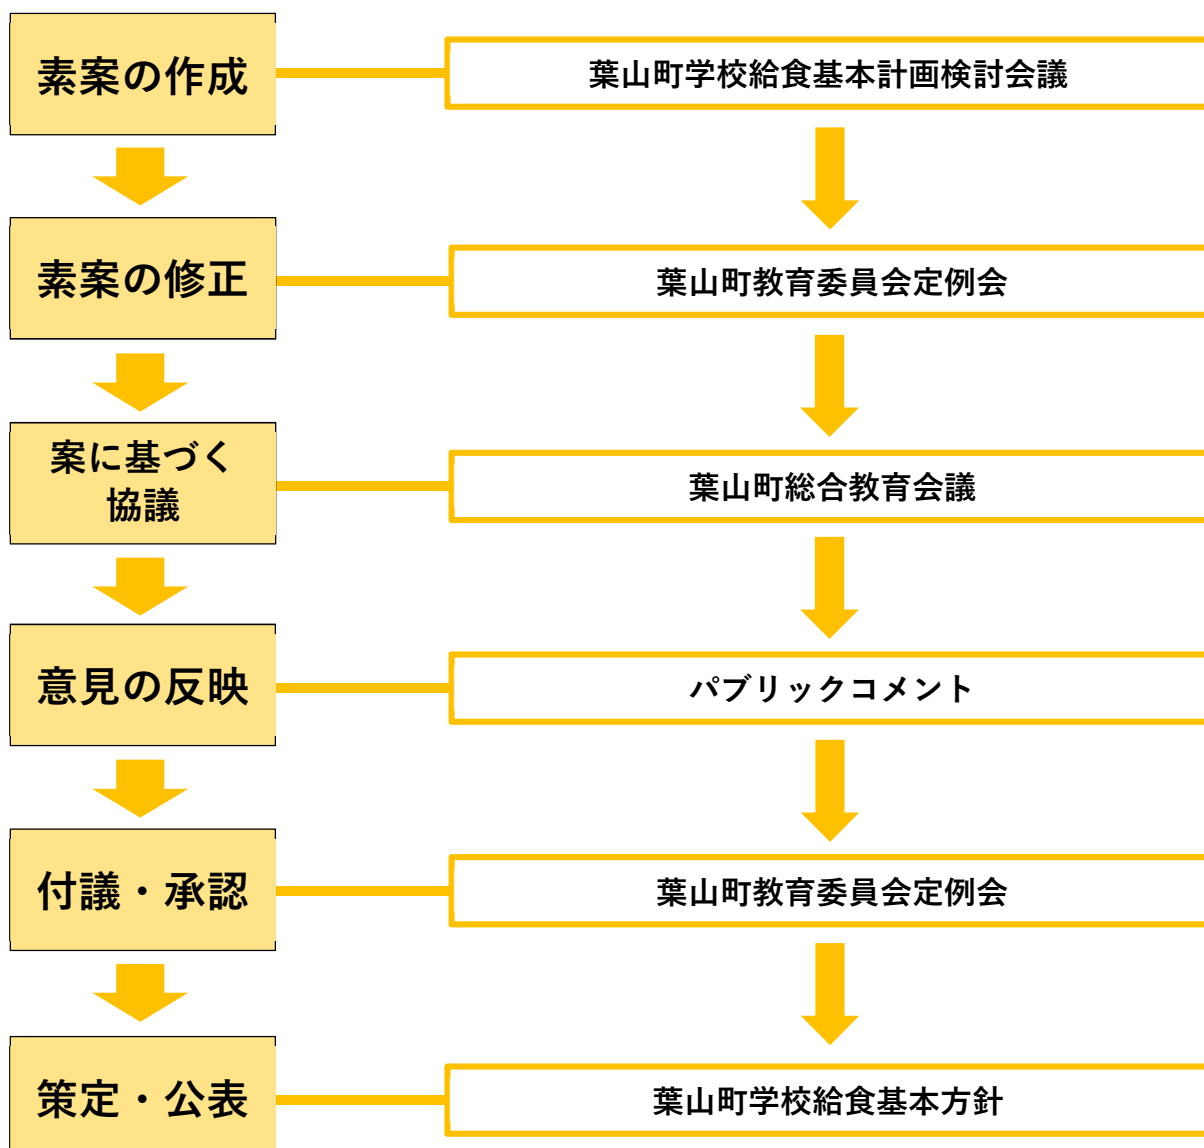 素案の作成
葉山町学校給食基本計画検討会議
素案の修正
葉山町教育委員会定例会
案に基づく
協議
葉山町総合教育会議
意見の反映
パブリックコメント
付議・承認
葉山町教育委員会定例会
策定・公表
葉山町学校給食基本方針